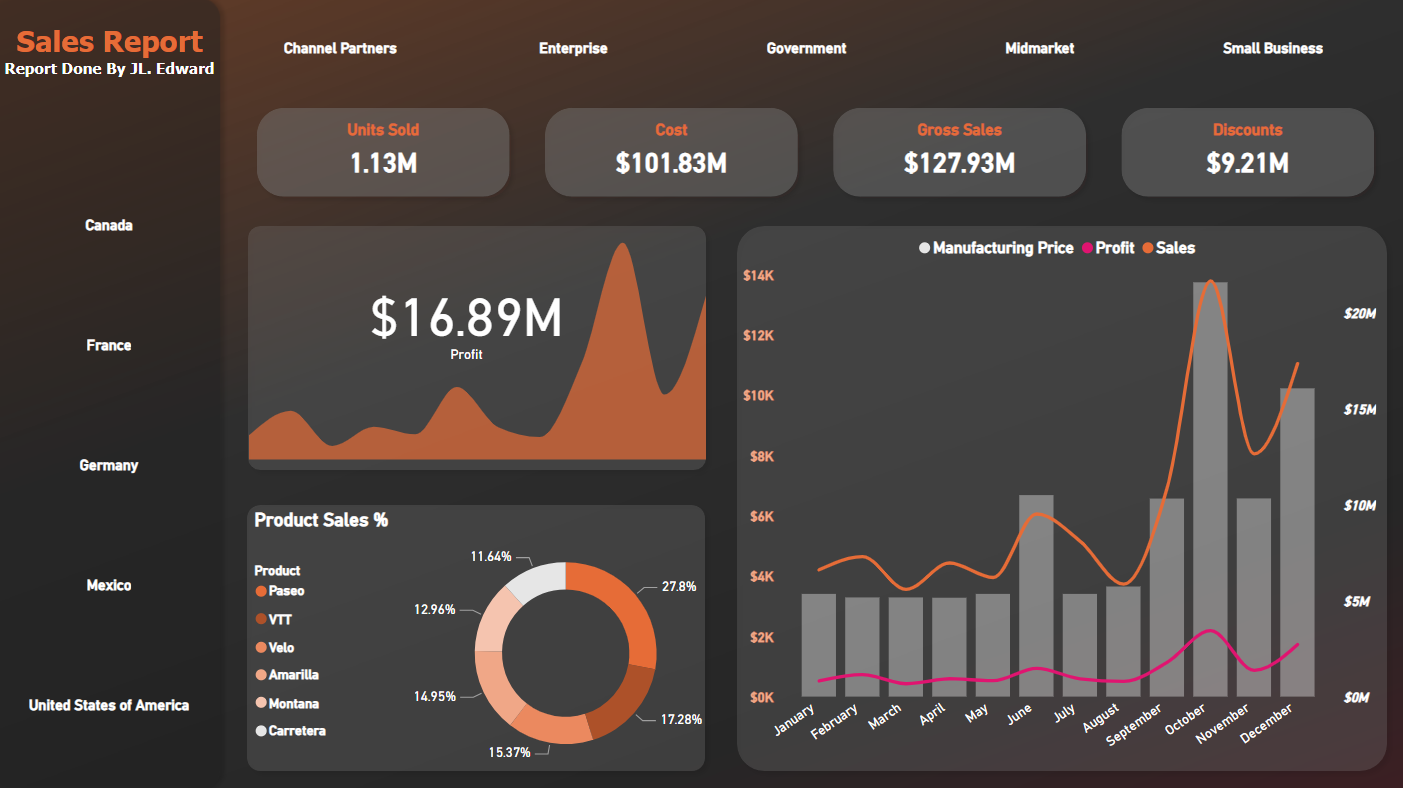 Sales Report
Report Done By JL. Edward
Channel Partners
Enterprise
Government
Midmarket
Small Business
Canada
France
Germany
Mexico
United States of America
Units Sold
1.13M
Cost
$101.83M
Gross Sales
$127.93M
Discounts
$9.21M
$16.89M
Profit
Product Sales %
Product
Paseo
VTT
Velo
Amarilla
Montana
Carretera
27.8%
17.28%
15.37%
14.95%
12.96%
11.64%
Manufacturing Price Profit Sales
$14K
$12K
$10K
$8K
$6K
$4K
$2K
$0K
$20M
$15M
$10M
$5M
$0M
January
February
March
April
May
June
July
August
September
October
November
December